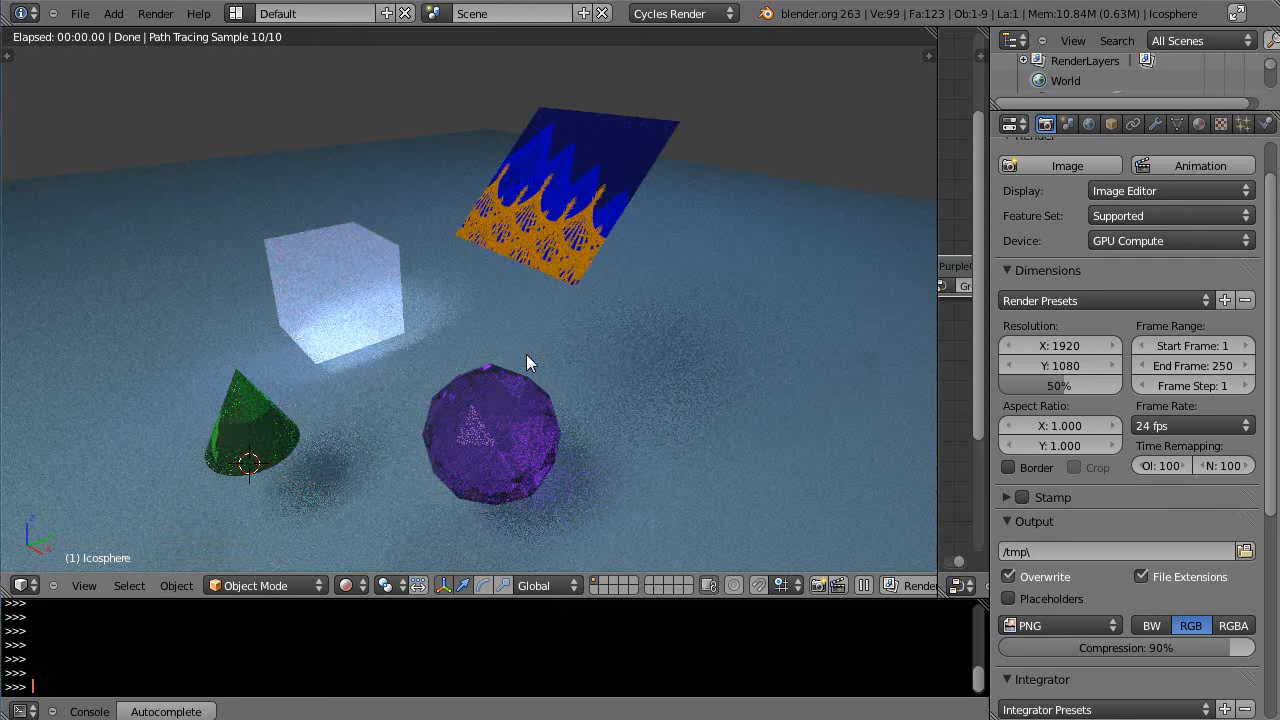 File Add Render Help Default Scene Cycles Render blender.org 263 | Ve:99 | Fa:123 | Ob:1-9 | La:1 | Mem:10.84M (0.63M) | Icosphere
Elapsed: 00:00.00 | Done | Path Tracing Sample 10/10
View Search All Scenes
RenderLayers |
World
Image Animation
Display: Image Editor
Feature Set: Supported
Device: GPU Compute
Dimensions
Render Presets
Resolution: Frame Range:
X: 1920 Start Frame: 1
Y: 1080 End Frame: 250
50% Frame Step: 1
Aspect Ratio: Frame Rate:
X: 1.000 24 fps
Y: 1.000 Time Remapping:
Border Crop Ol: 100 N: 100
Stamp
Output
/tmp\
Overwrite File Extensions
Placeholders
PNG BW RGB RGBA
Compression: 90%
Integrator
Integrator Presets
(1) Icosphere
View Select Object Object Mode Global Render
>>>
>>>
>>>
>>>
>>>
>>>
>>>
Console Autocomplete